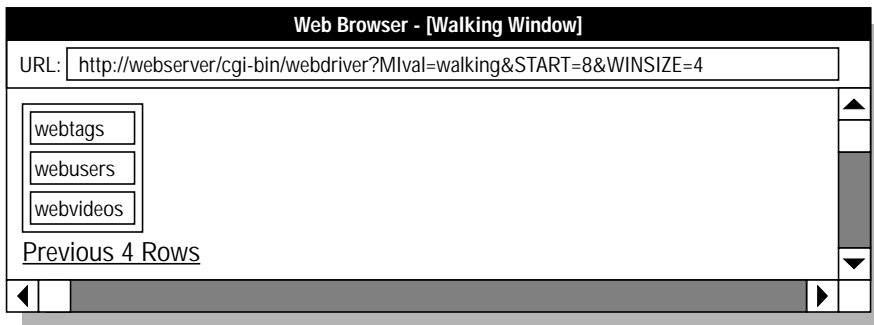 Web Browser - [Walking Window]
URL: http://webserver/cgi-bin/webdriver?MIval=walking&START=8&WINSIZE=4
webtags
webusers
webvideos
Previous 4 Rows